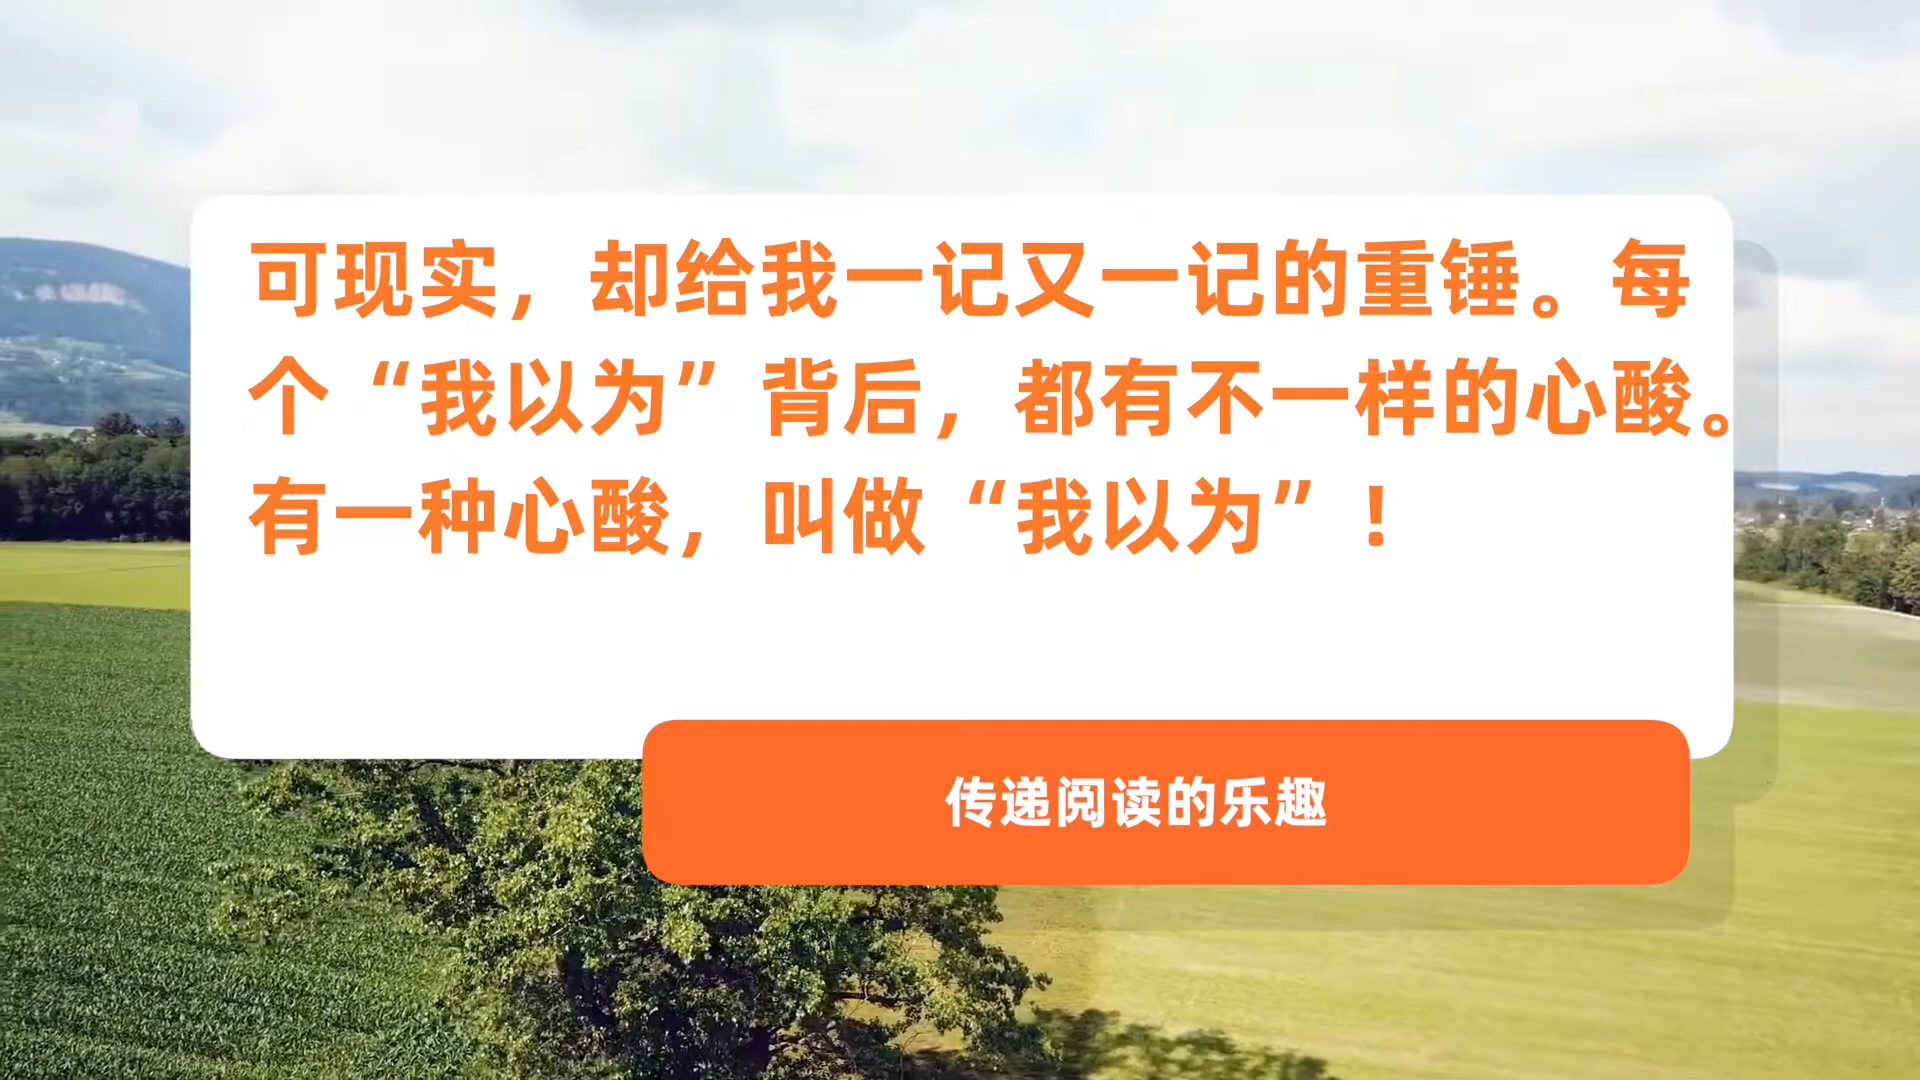 可现实，却给我一记又一记的重锤。每
个“我以为”背后，都有不一样的心酸。
有一种心酸，叫做“我以为”！
传递阅读的乐趣